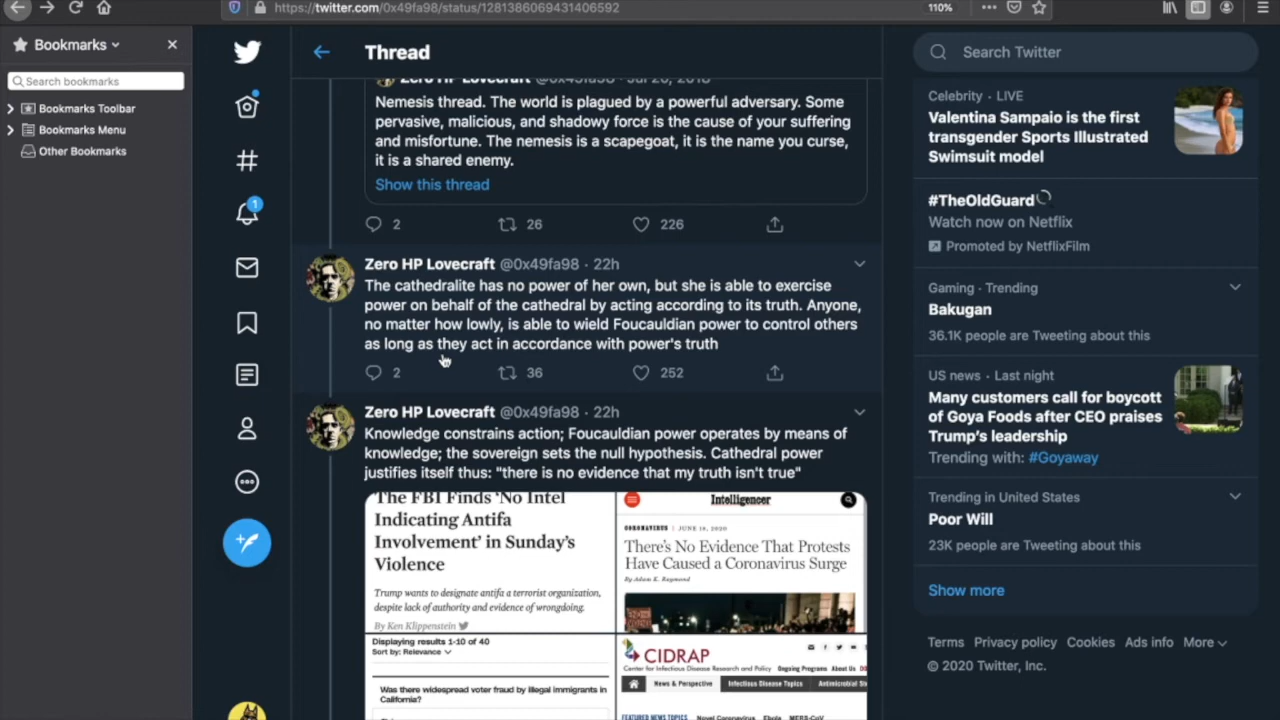 https://twitter.com/0x49fa98/status/1281386069431406592
110%
Bookmarks
Search bookmarks
Bookmarks Toolbar
Bookmarks Menu
Other Bookmarks
1
Thread
Zero HP Lovecraft @0x49fa98
Nemesis thread. The world is plagued by a powerful adversary. Some
pervasive, malicious, and shadowy force is the cause of your suffering
and misfortune. The nemesis is a scapegoat, it is the name you curse,
it is a shared enemy.
Show this thread
2 26 226
Zero HP Lovecraft @0x49fa98 · 22h
The cathedralite has no power of her own, but she is able to exercise
power on behalf of the cathedral by acting according to its truth. Anyone,
no matter how lowly, is able to wield Foucauldian power to control others
as long as they act in accordance with power's truth
2 36 252
Zero HP Lovecraft @0x49fa98 · 22h
Knowledge constrains action; Foucauldian power operates by means of
knowledge; the sovereign sets the null hypothesis. Cathedral power
justifies itself thus: "there is no evidence that my truth isn't true"
The FBI Finds ‘No Intel
Indicating Antifa
Involvement’ in Sunday’s
Violence
Trump wants to designate antifa a terrorist organization,
despite lack of authority and evidence of wrongdoing.
By Ken Klippenstein
Intelligencer
CORONAVIRUS | JUNE 18, 2020
There’s No Evidence That Protests
Have Caused a Coronavirus Surge
By Adam K. Raymond
Displaying results 1-10 of 40
Sort by: Relevance
Was there widespread voter fraud by illegal immigrants in
California?
CIDRAP
Center for Infectious Disease Research and Policy
Ongoing Programs About Us
News & Perspective Infectious Disease Topics Antimicrobial
FEATURED NEWS TOPICS Novel Coronavirus Ebola MERS-CoV
Search Twitter
Celebrity · LIVE
Valentina Sampaio is the first
transgender Sports Illustrated
Swimsuit model
#TheOldGuard
Watch now on Netflix
Promoted by NetflixFilm
Gaming · Trending
Bakugan
36.1K people are Tweeting about this
US news · Last night
Many customers call for boycott
of Goya Foods after CEO praises
Trump’s leadership
Trending with: #Goyaway
Trending in United States
Poor Will
23K people are Tweeting about this
Show more
Terms Privacy policy Cookies Ads info More
© 2020 Twitter, Inc.